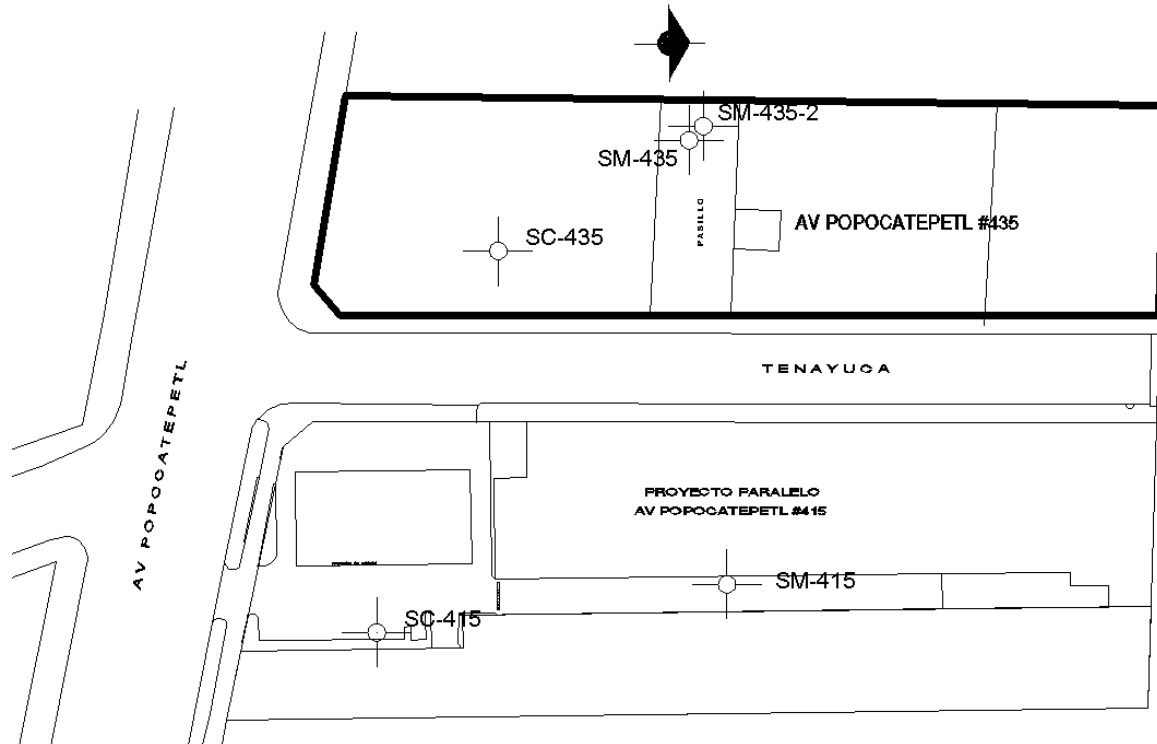 SM-435-2
SM-435
PASILLO
AV POPOCATEPETL #435
SC-435
TENAYUCA
AV POPOCATEPETL
PROYECTO PARALELO
AV POPOCATEPETL #415
SM-415
SC-415